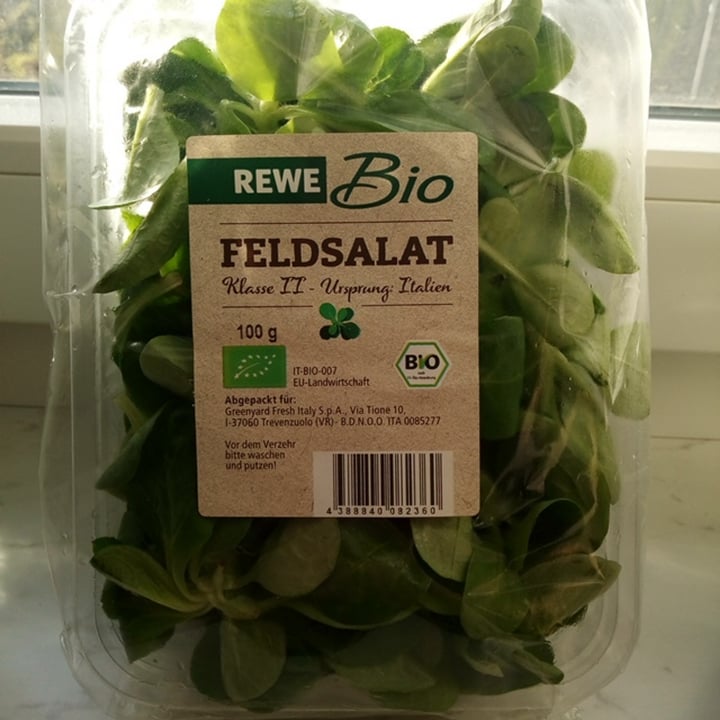 REWE Bio
FELDSALAT
Klasse II - Ursprung: Italien
100 g
IT-BIO-007
EU-Landwirtschaft
BIO
Abgepackt für:
Greenyard Fresh Italy S.p.A., Via Tione 10,
I-37060 Trevenzuolo (VR)- B.D.N.O.O. ITA 0085277
Vor dem Verzehr
bitte waschen
und putzen!
4 388840 082360